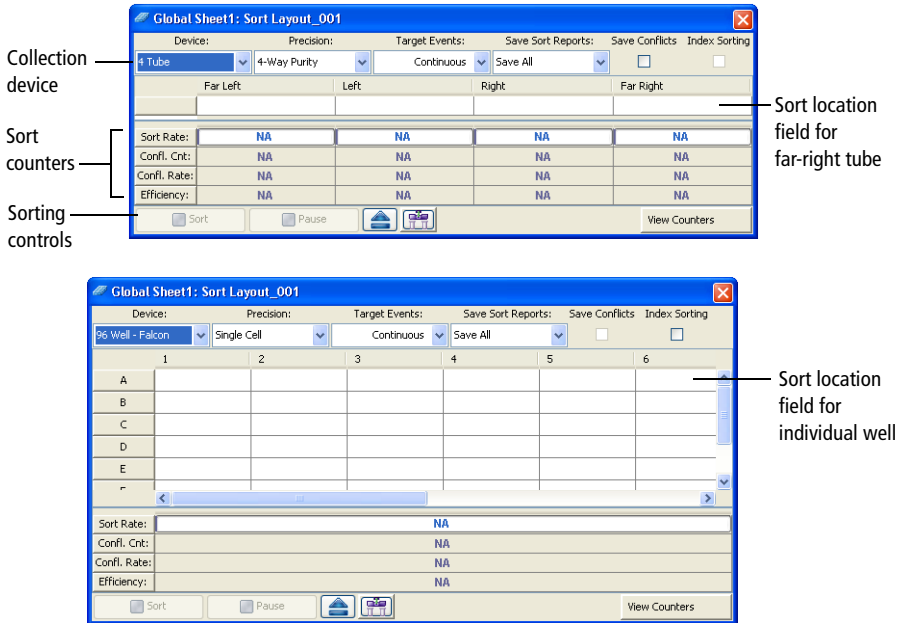 Global Sheet1: Sort Layout_001
Device: Precision: Target Events: Save Sort Reports: Save Conflicts Index Sorting
4 Tube 4-Way Purity Continuous Save All
Far Left Left Right Far Right
Sort Rate: NA NA NA NA
Confl. Cnt: NA NA NA NA
Confl. Rate: NA NA NA NA
Efficiency: NA NA NA NA
Sort Pause View Counters
Collection
device
Sort
counters
Sorting
controls
Sort location
field for
far-right tube
Global Sheet1: Sort Layout_001
Device: Precision: Target Events: Save Sort Reports: Save Conflicts Index Sorting
96 Well - Falcon Single Cell Continuous Save All
1 2 3 4 5 6
A
B
C
D
E
Sort Rate: NA
Confl. Cnt: NA
Confl. Rate: NA
Efficiency: NA
Sort Pause View Counters
Sort location
field for
individual well